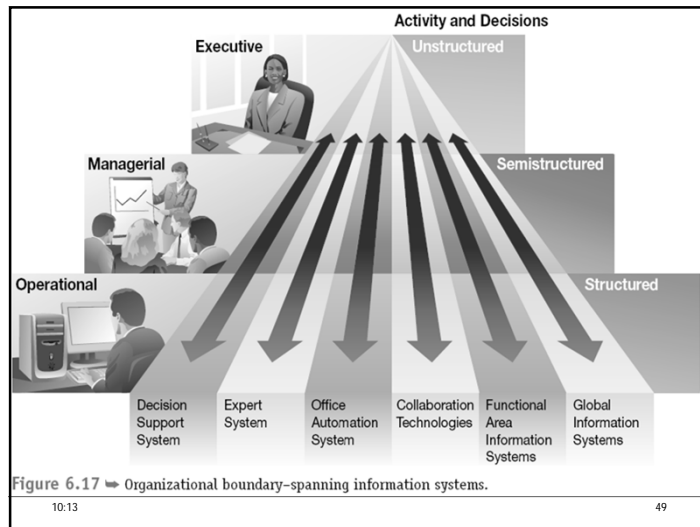 Activity and Decisions
Executive
Unstructured
Managerial
Semistructured
Operational
Structured
Decision
Support
System
Expert
System
Office
Automation
System
Collaboration
Technologies
Functional
Area
Information
Systems
Global
Information
Systems
Figure 6.17 ➥ Organizational boundary-spanning information systems.
10:13
49